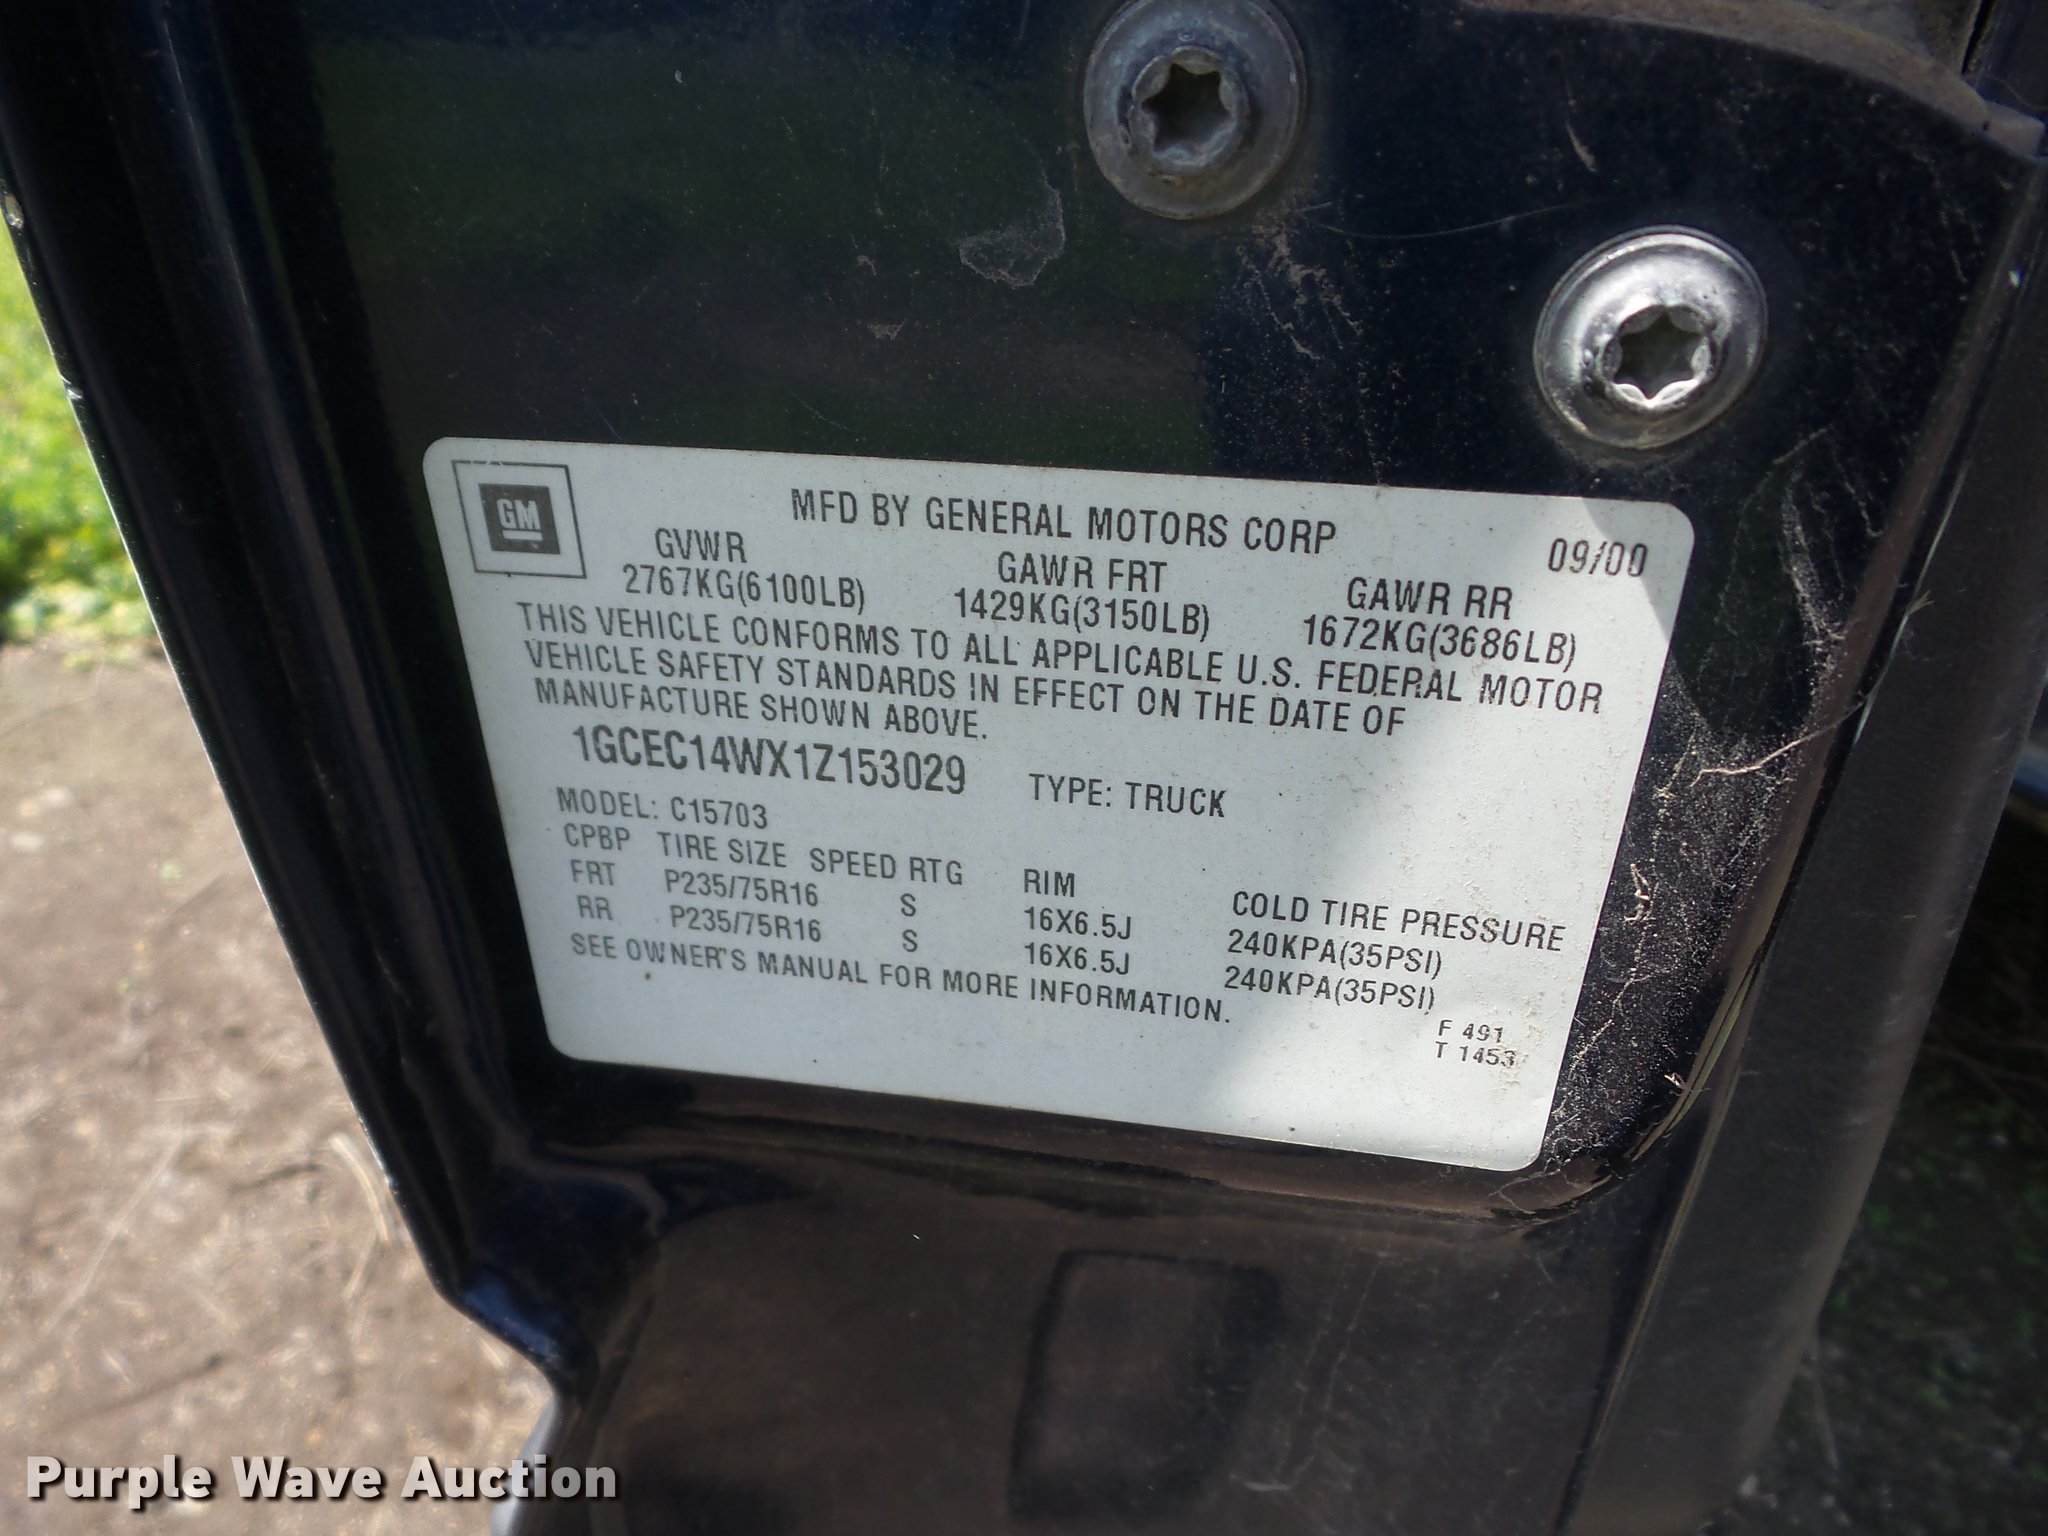 GM
MFD BY GENERAL MOTORS CORP
09/00
GVWR GAWR FRT GAWR RR
2767KG(6100LB) 1429KG(3150LB) 1672KG(3686LB)
THIS VEHICLE CONFORMS TO ALL APPLICABLE U.S. FEDERAL MOTOR
VEHICLE SAFETY STANDARDS IN EFFECT ON THE DATE OF
MANUFACTURE SHOWN ABOVE.
1GCEC14WX1Z153029 TYPE: TRUCK
MODEL: C15703
CPBP TIRE SIZE SPEED RTG RIM COLD TIRE PRESSURE
FRT P235/75R16 S 16X6.5J 240KPA(35PSI)
RR P235/75R16 S 16X6.5J 240KPA(35PSI)
SEE OWNER'S MANUAL FOR MORE INFORMATION.
F 491
T 1453
Purple Wave Auction